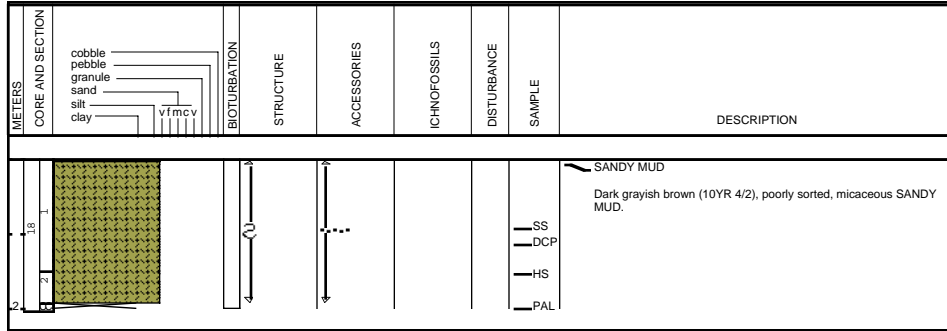 METERS
CORE AND SECTION
cobble
pebble
granule
sand
silt
clay
v f m c v
BIOTURBATION
STRUCTURE
ACCESSORIES
ICHNOFOSSILS
DISTURBANCE
SAMPLE
DESCRIPTION
18
1
2
2
SS
DCP
HS
PAL
SANDY MUD
Dark grayish brown (10YR 4/2), poorly sorted, micaceous SANDY
MUD.